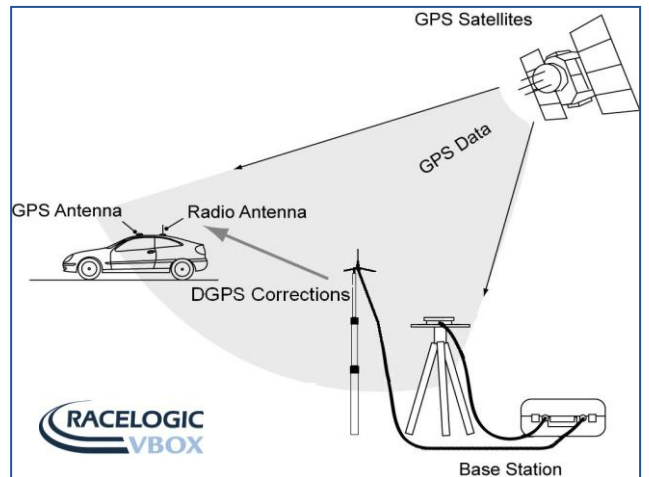 GPS Satellites
GPS Data
GPS Antenna
Radio Antenna
DGPS Corrections
RACELOGIC
VBOX
Base Station